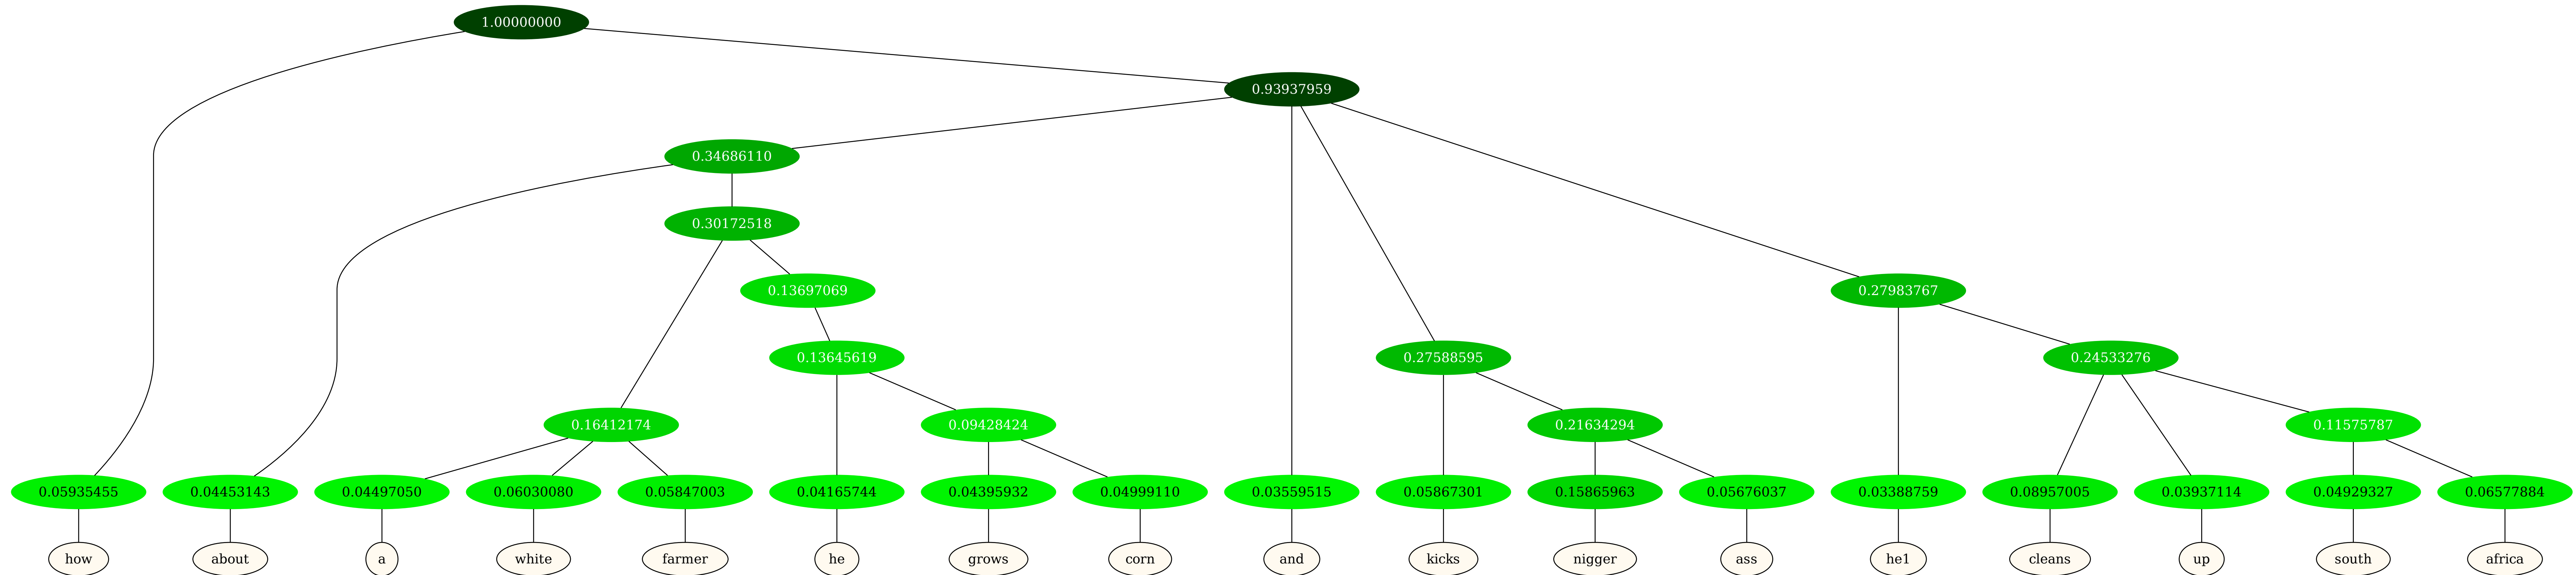 1.00000000
0.93937959
0.34686110
0.30172518
0.13697069 0.27983767
0.13645619 0.27588595 0.24533276
0.16412174 0.09428424 0.21634294 0.11575787
0.05935455 0.04453143 0.04497050 0.06030080 0.05847003 0.04165744 0.04395932 0.04999110 0.03559515 0.05867301 0.15865963 0.05676037 0.03388759 0.08957005 0.03937114 0.04929327 0.06577884
how about a white farmer he grows corn and kicks nigger ass he1 cleans up south africa